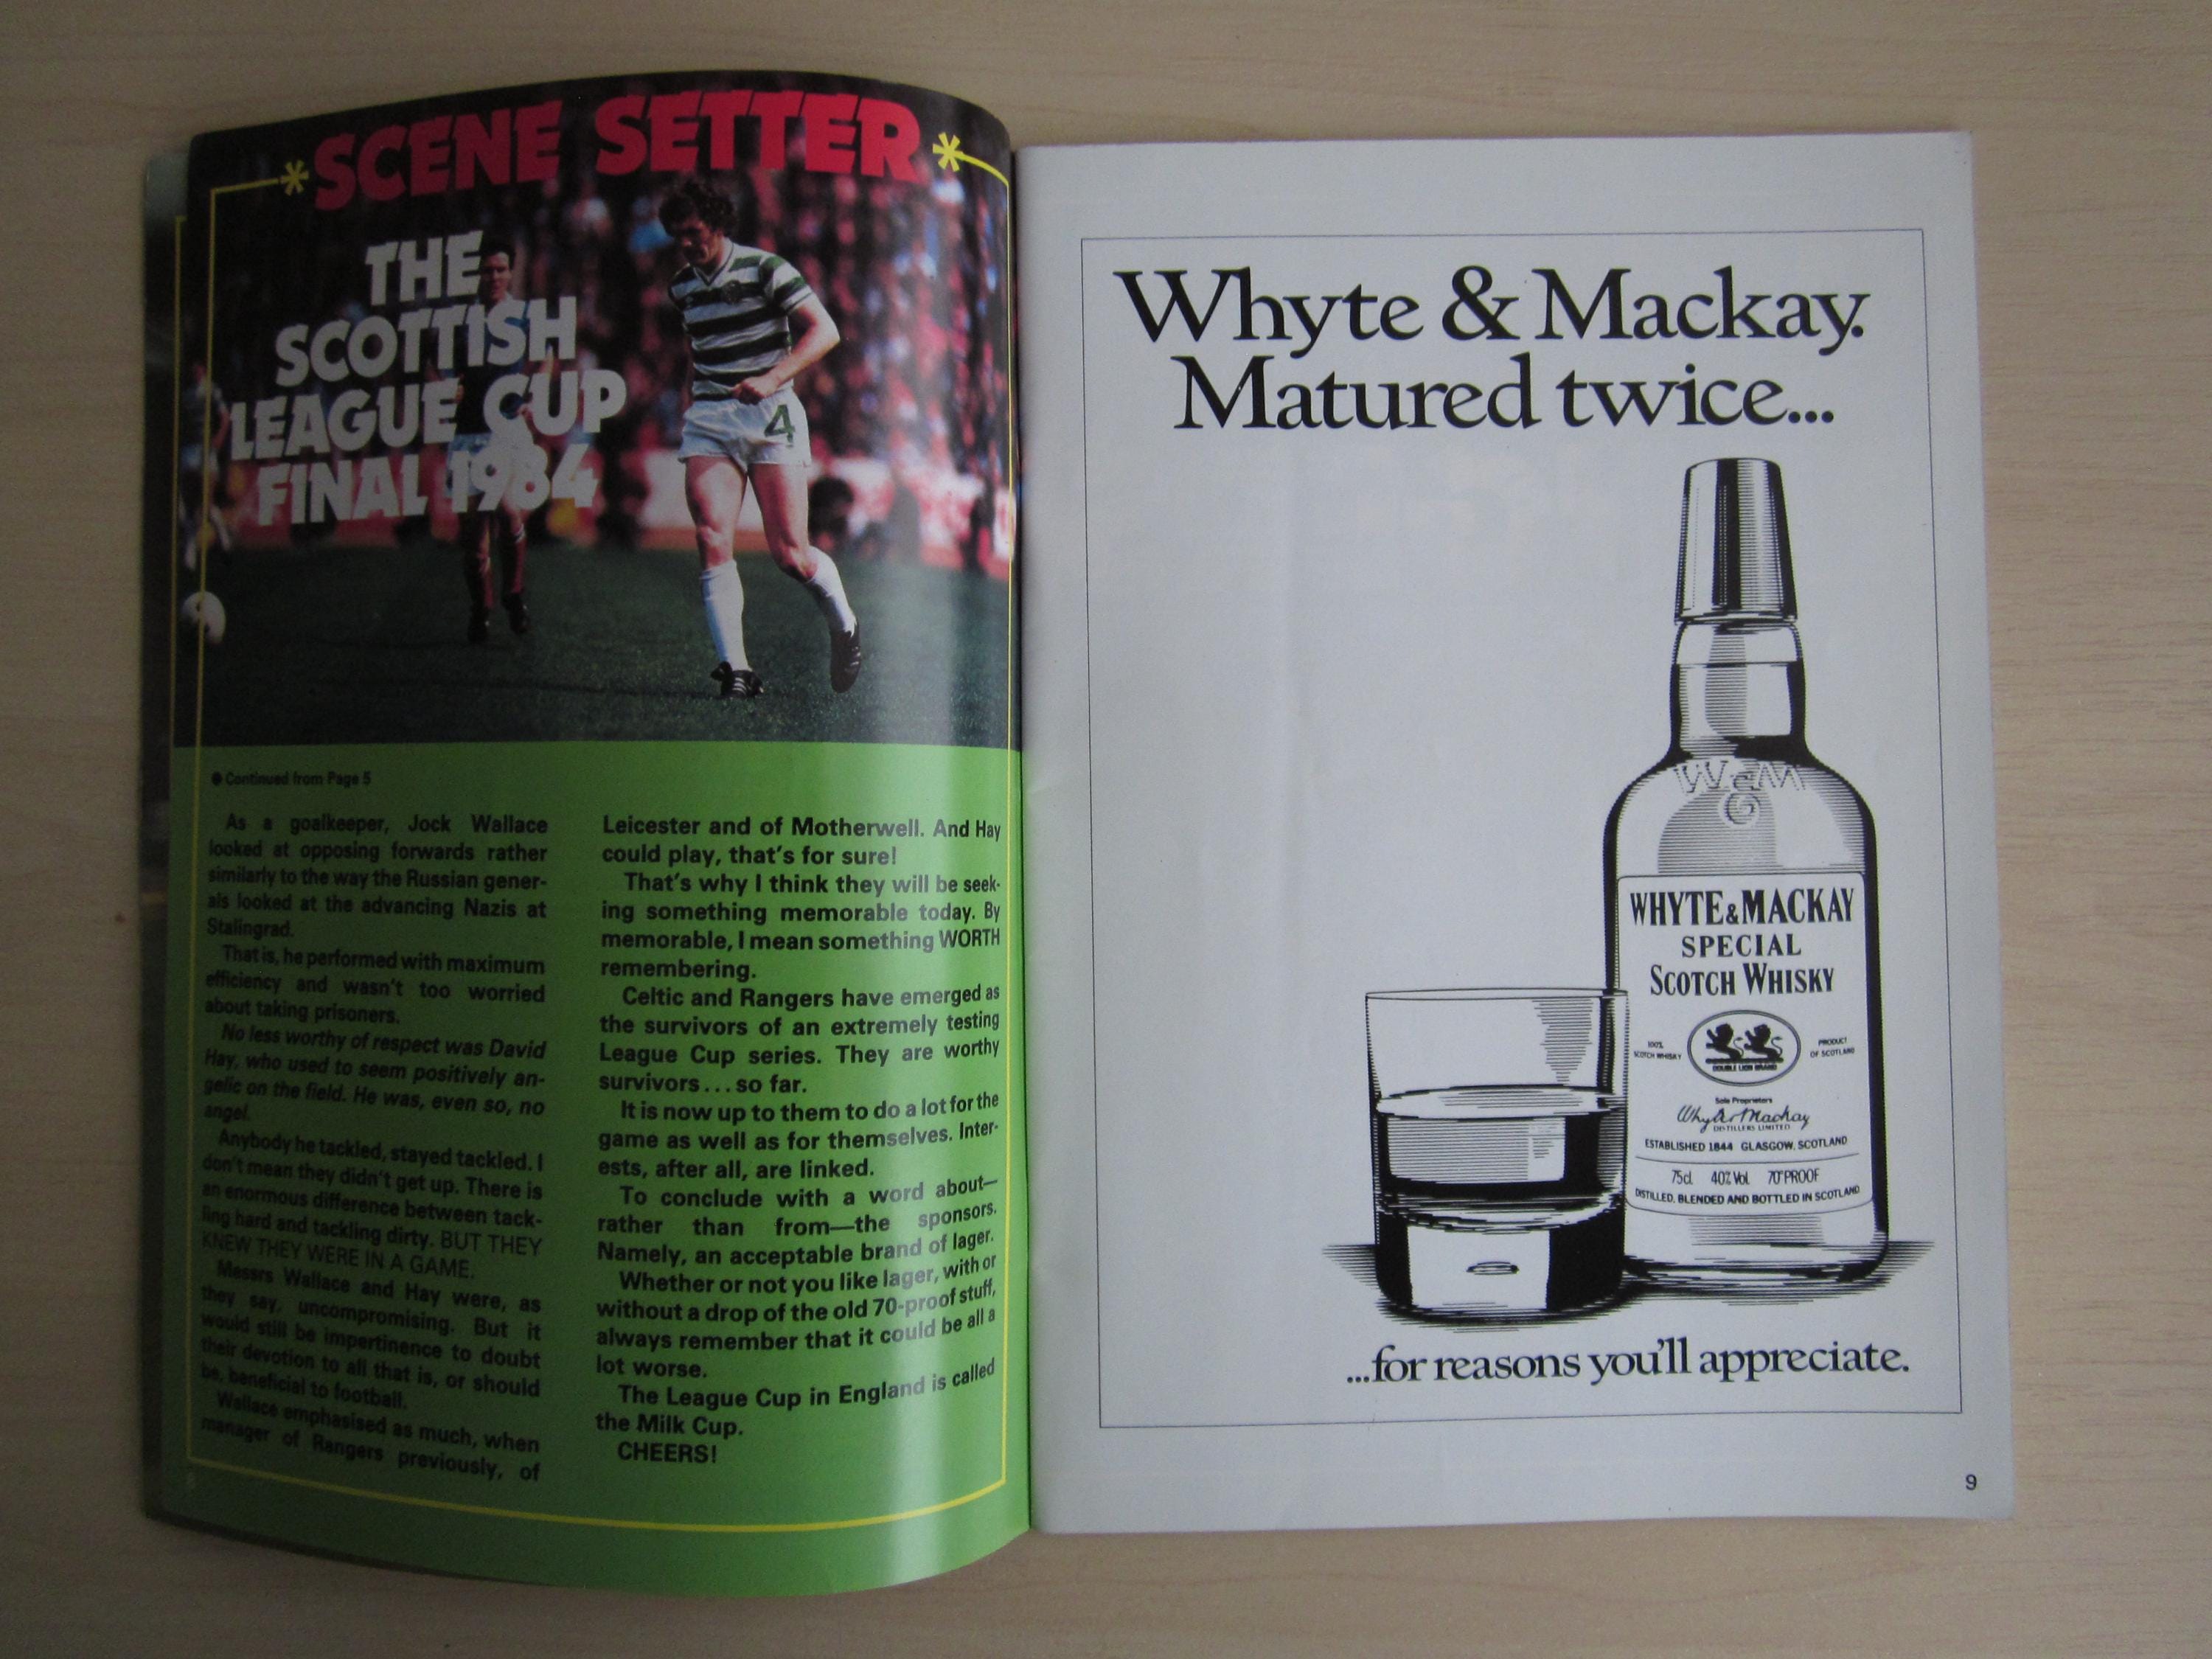 SCENE SETTER
THE
SCOTTISH
LEAGUE CUP
FINAL 1984
4
● Continued from Page 5
As a goalkeeper, Jock Wallace
looked at opposing forwards rather
similarly to the way the Russian gener-
als looked at the advancing Nazis at
Stalingrad.
That is, he performed with maximum
efficiency and wasn't too worried
about taking prisoners.
No less worthy of respect was David
Hay, who used to seem positively an-
gelic on the field. He was, even so, no
angel.
Anybody he tackled, stayed tackled. I
don't mean they didn't get up. There is
an enormous difference between tack-
ling hard and tackling dirty. BUT THEY
KNEW THEY WERE IN A GAME.
Messrs Wallace and Hay were, as
they say, uncompromising. But it
would still be impertinence to doubt
their devotion to all that is, or should
be, beneficial to football.
Wallace emphasised as much, when
manager of Rangers previously, of
Leicester and of Motherwell. And Hay
could play, that's for sure!
That's why I think they will be seek-
ing something memorable today. By
memorable, I mean something WORTH
remembering.
Celtic and Rangers have emerged as
the survivors of an extremely testing
League Cup series. They are worthy
survivors...so far.
It is now up to them to do a lot for the
game as well as for themselves. Inter-
ests, after all, are linked.
To conclude with a word about—
rather than from—the sponsors.
Namely, an acceptable brand of lager.
Whether or not you like lager, with or
without a drop of the old 70-proof stuff,
always remember that it could be all a
lot worse.
The League Cup in England is called
the Milk Cup.
CHEERS!
Whyte & Mackay.
Matured twice...
W & M
G
WHYTE & MACKAY
SPECIAL
SCOTCH WHISKY
100%
SCOTCH WHISKY
PRODUCT
OF SCOTLAND
DOUBLE LION BRAND
Sole Proprietors
Whyte & Mackay
DISTILLERS LIMITED
ESTABLISHED 1844 GLASGOW, SCOTLAND
75cl. 40% Vol. 70° PROOF
DISTILLED, BLENDED AND BOTTLED IN SCOTLAND
...for reasons you'll appreciate.
9